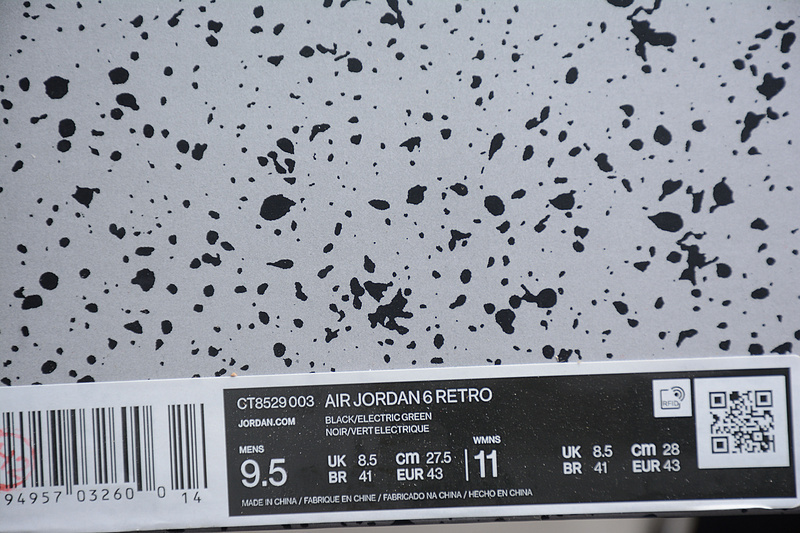 CT8529 003 AIR JORDAN 6 RETRO
JORDAN.COM
BLACK/ELECTRIC GREEN
NOIR/VERT ELECTRIQUE
MENS
9.5
UK 8.5 cm 27.5
BR 41 EUR 43
WMNS
11
UK 8.5 cm 28
BR 41 EUR 43
MADE IN CHINA / FABRIQUE EN CHINE / FABRICADO NA CHINA / HECHO EN CHINA
RFID
94957 03260 0 14